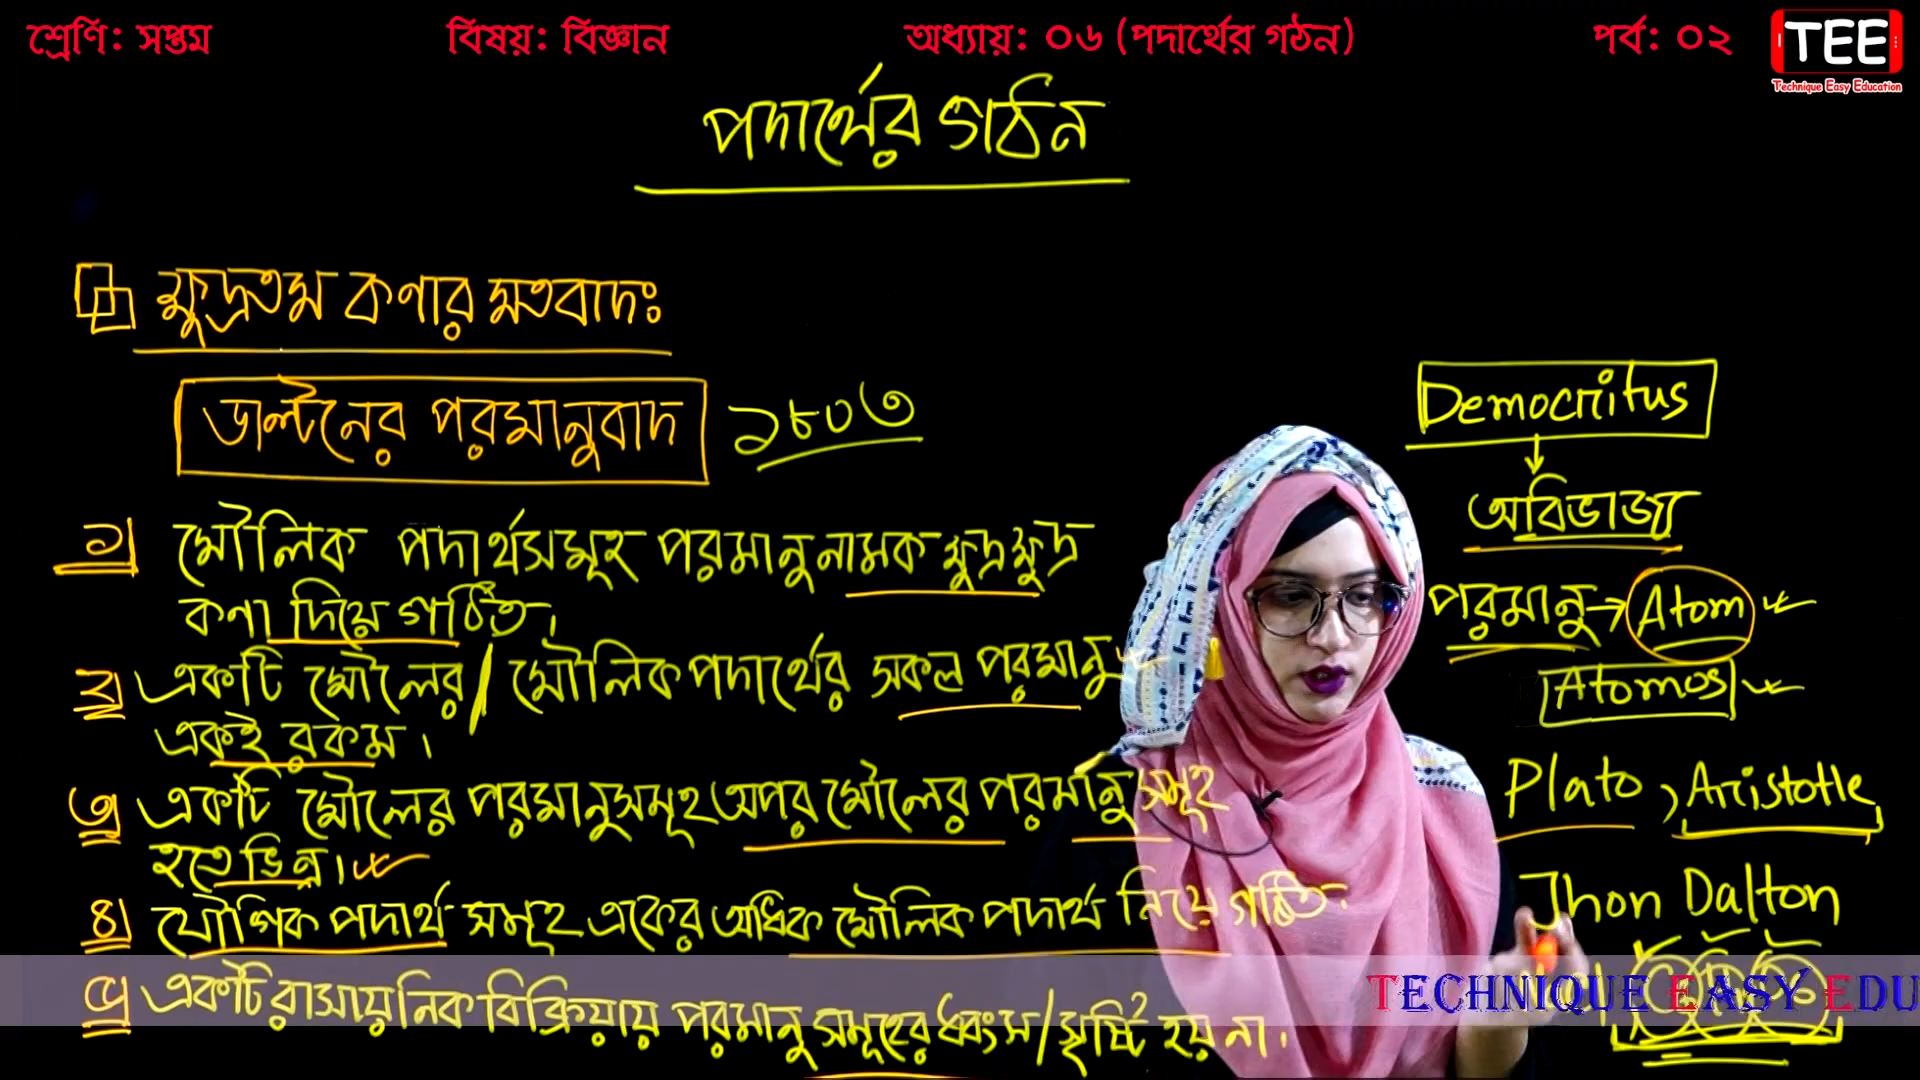 শ্রেণি: সপ্তম
বিষয়: বিজ্ঞান
অধ্যায়: ০৬ (পদার্থের গঠন)
পর্ব: ০২
TEE
Technique Easy Education
পদার্থের গঠন
ক্ষুদ্রতম কণার মতবাদঃ
ডাল্টনের পরমানুবাদ ১৮০৩
১। মৌলিক পদার্থসমূহ পরমানু নামক ক্ষুদ্র ক্ষুদ্র
কণা দিয়ে গঠিত।
২। একটি মৌলের/মৌলিক পদার্থের সকল পরমানু
একই রকম।
৩। একটি মৌলের পরমানুসমূহ অপর মৌলের পরমানু সমূহ
হতে ভিন্ন।
৪। যৌগিক পদার্থ সমূহ একের অধিক মৌলিক পদার্থ নিয়ে গঠিত।
৫। একটি রাসায়নিক বিক্রিয়ায় পরমানু সমূহের ধ্বংস/সৃষ্টি হয় না।
Democritus
অবিভাজ্য
পরমানু → Atom
Atomos
Plato, Aristotle
Jhon Dalton
TECHNIQUE EASY EDU